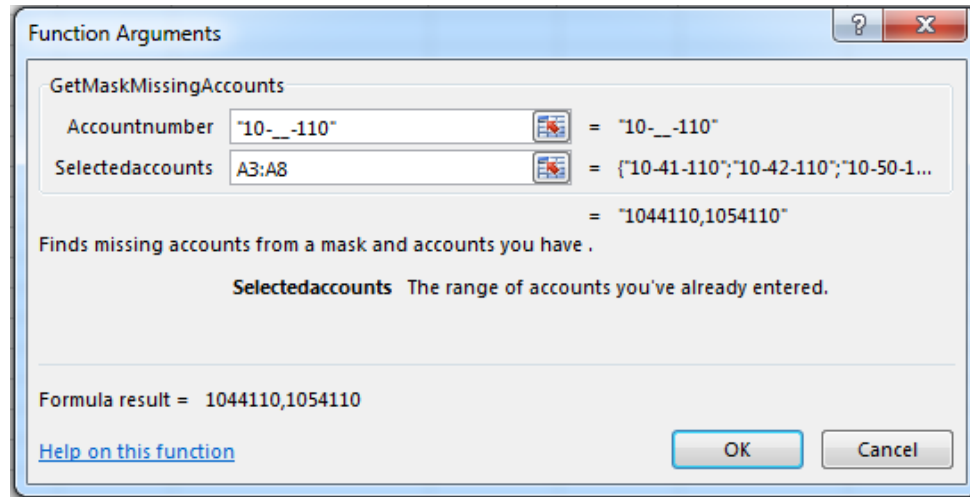 Function Arguments
GetMaskMissingAccounts
Accountnumber "10-__-110" = "10-__-110"
Selectedaccounts A3:A8 = {"10-41-110";"10-42-110";"10-50-1...
= "1044110,1054110"
Finds missing accounts from a mask and accounts you have .
Selectedaccounts The range of accounts you've already entered.
Formula result = 1044110,1054110
Help on this function OK Cancel